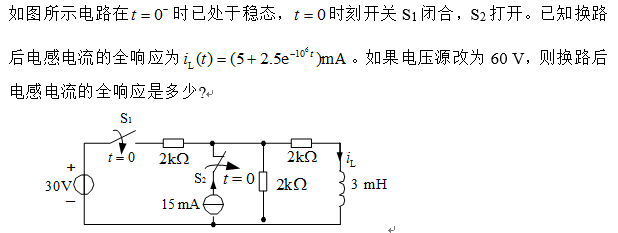 如图所示电路在t = 0⁻ 时已处于稳态，t = 0时刻开关 S₁闭合，S₂打开。已知换路
后电感电流的全响应为 i_L(t) = (5 + 2.5e^{-10⁶t})mA 。如果电压源改为 60 V，则换路后
电感电流的全响应是多少?↵
S₁
t = 0 2kΩ 2kΩ i_L
+ S₂ t = 0 2kΩ 3 mH
30V
− 15 mA
↵